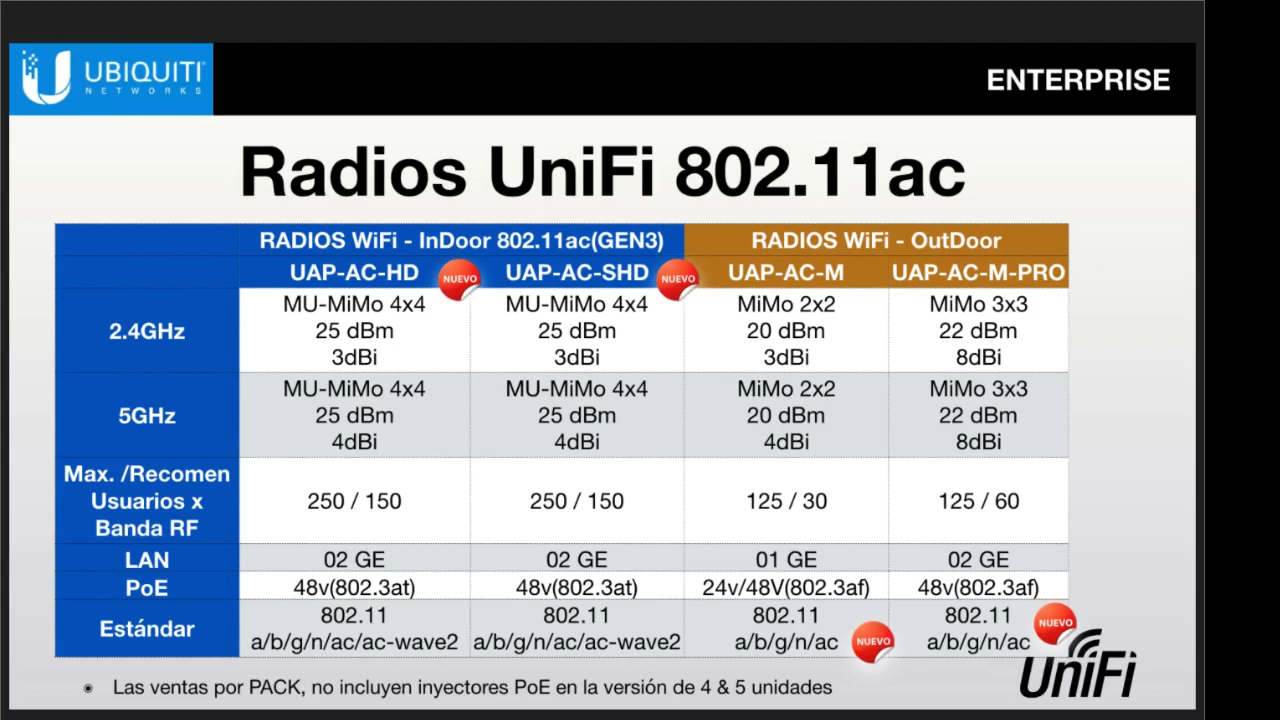 UBIQUITI
NETWORKS
ENTERPRISE
Radios UniFi 802.11ac
RADIOS WiFi - InDoor 802.11ac(GEN3) RADIOS WiFi - OutDoor
UAP-AC-HD NUEVO UAP-AC-SHD NUEVO UAP-AC-M UAP-AC-M-PRO
MU-MiMo 4x4 MU-MiMo 4x4 MiMo 2x2 MiMo 3x3
2.4GHz 25 dBm 25 dBm 20 dBm 22 dBm
3dBi 3dBi 3dBi 8dBi
MU-MiMo 4x4 MU-MiMo 4x4 MiMo 2x2 MiMo 3x3
5GHz 25 dBm 25 dBm 20 dBm 22 dBm
4dBi 4dBi 4dBi 8dBi
Max. /Recomen
Usuarios x 250 / 150 250 / 150 125 / 30 125 / 60
Banda RF
LAN 02 GE 02 GE 01 GE 02 GE
PoE 48v(802.3at) 48v(802.3at) 24v/48V(802.3af) 48v(802.3af)
802.11 802.11 802.11 802.11 NUEVO
Estándar a/b/g/n/ac/ac-wave2 a/b/g/n/ac/ac-wave2 a/b/g/n/ac NUEVO a/b/g/n/ac
UniFi
Las ventas por PACK, no incluyen inyectores PoE en la versión de 4 & 5 unidades